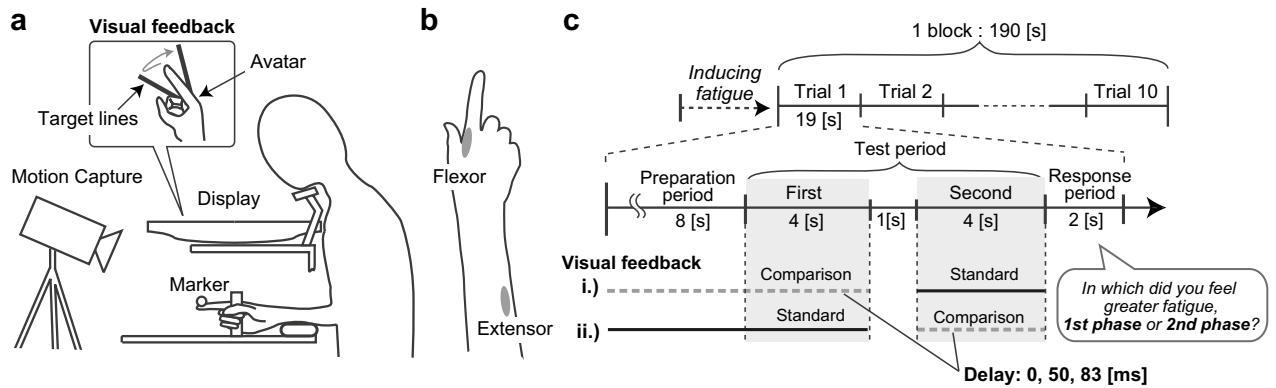 a
Visual feedback
Avatar
Target lines
Motion Capture
Display
Marker
b
Flexor
Extensor
c
1 block : 190 [s]
Inducing
fatigue
Trial 1
Trial 2
Trial 10
19 [s]
Test period
Preparation
period
First
Second
Response
period
8 [s]
4 [s]
1[s]
4 [s]
2 [s]
Visual feedback
i.)
Comparison
Standard
ii.)
Standard
Comparison
In which did you feel
greater fatigue,
1st phase or 2nd phase?
Delay: 0, 50, 83 [ms]